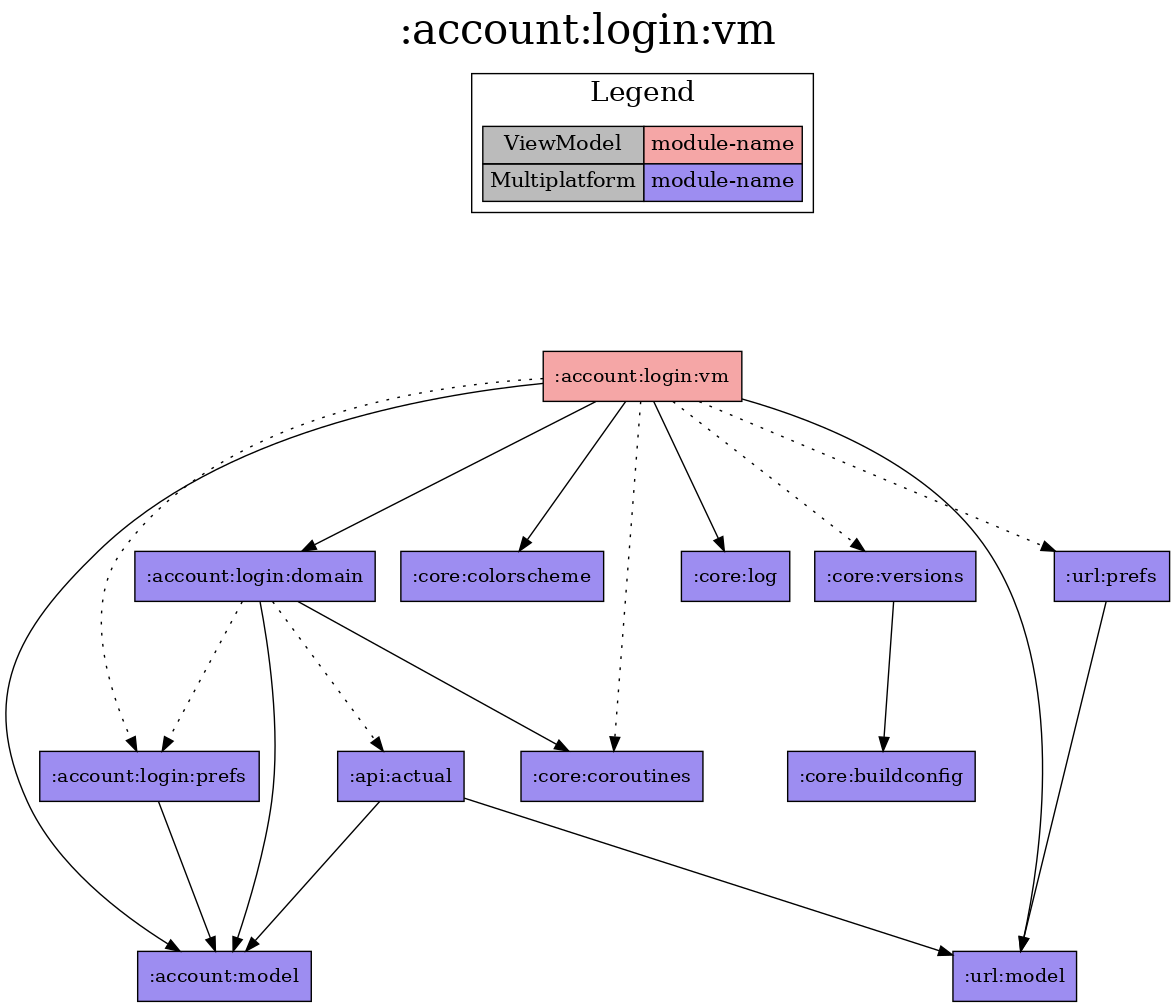 :account:login:vm
Legend
ViewModel module-name
Multiplatform module-name
:account:login:vm
:account:login:domain
:core:colorscheme
:core:log
:core:versions
:url:prefs
:account:login:prefs
:api:actual
:core:coroutines
:core:buildconfig
:account:model
:url:model